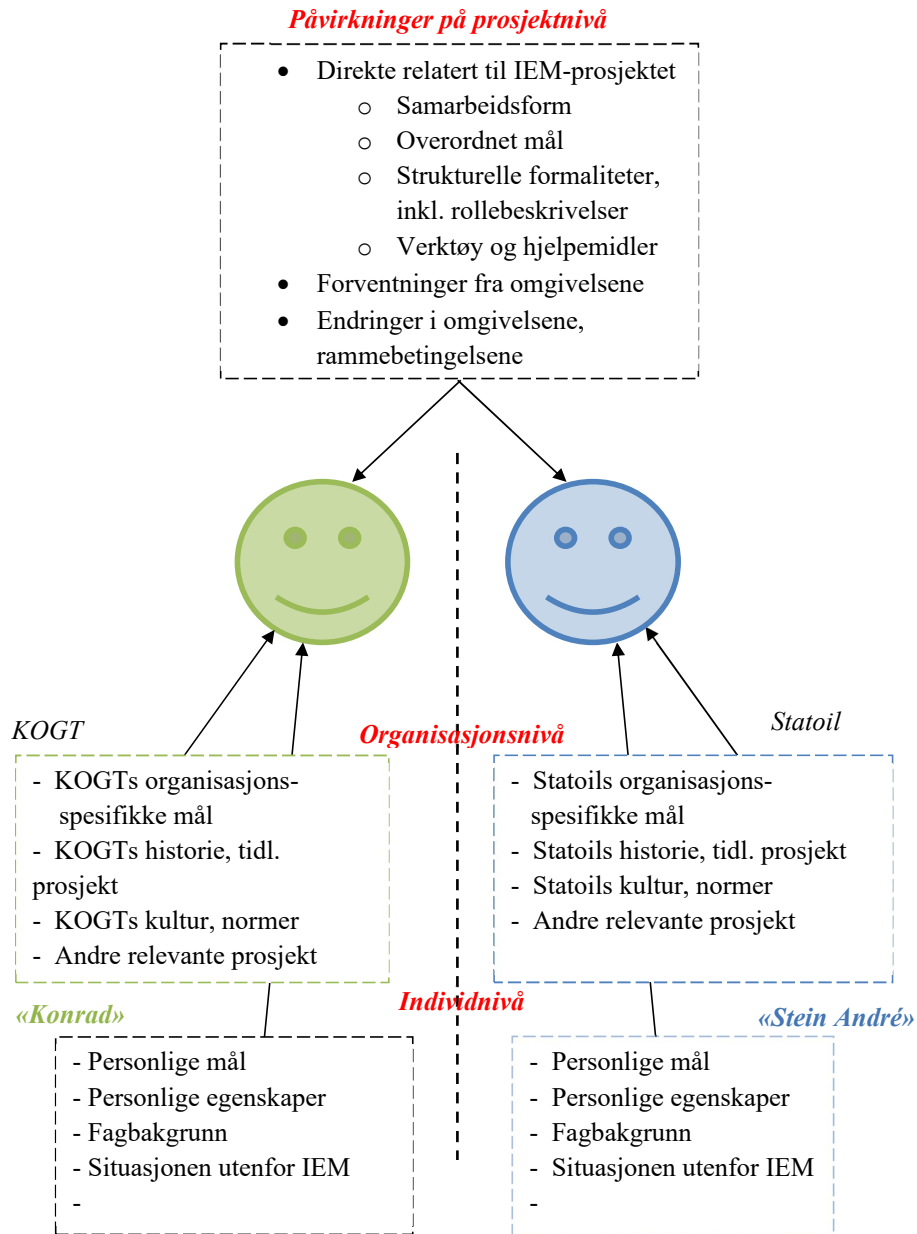 Påvirkninger på prosjektnivå
• Direkte relatert til IEM-prosjektet
o Samarbeidsform
o Overordnet mål
o Strukturelle formaliteter,
inkl. rollebeskrivelser
o Verktøy og hjelpemidler
• Forventninger fra omgivelsene
• Endringer i omgivelsene,
rammebetingelsene
KOGT
Organisasjonsnivå
Statoil
- KOGTs organisasjons-
spesifikke mål
- KOGTs historie, tidl.
prosjekt
- KOGTs kultur, normer
- Andre relevante prosjekt
- Statoils organisasjons-
spesifikke mål
- Statoils historie, tidl. prosjekt
- Statoils kultur, normer
- Andre relevante prosjekt
«Konrad»
Individnivå
«Stein André»
- Personlige mål
- Personlige egenskaper
- Fagbakgrunn
- Situasjonen utenfor IEM
-
- Personlige mål
- Personlige egenskaper
- Fagbakgrunn
- Situasjonen utenfor IEM
-